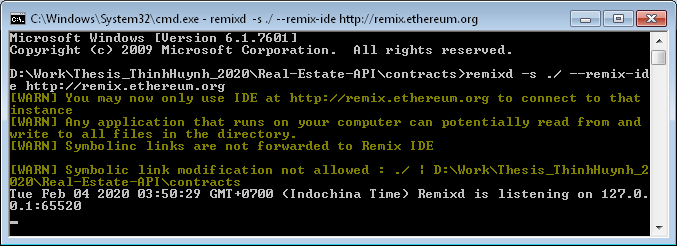 C:\Windows\System32\cmd.exe - remixd -s ./ --remix-ide http://remix.ethereum.org
Microsoft Windows [Version 6.1.7601]
Copyright (c) 2009 Microsoft Corporation.  All rights reserved.
D:\Work\Thesis_ThinhHuynh_2020\Real-Estate-API\contracts>remixd -s ./ --remix-id
e http://remix.ethereum.org
[WARN] You may now only use IDE at http://remix.ethereum.org to connect to that
instance
[WARN] Any application that runs on your computer can potentially read from and
write to all files in the directory.
[WARN] Symbolinc links are not forwarded to Remix IDE
[WARN] Symbolic link modification not allowed : ./ ¦ D:\Work\Thesis_ThinhHuynh_2
020\Real-Estate-API\contracts
Tue Feb 04 2020 03:50:29 GMT+0700 (Indochina Time) Remixd is listening on 127.0.
0.1:65520